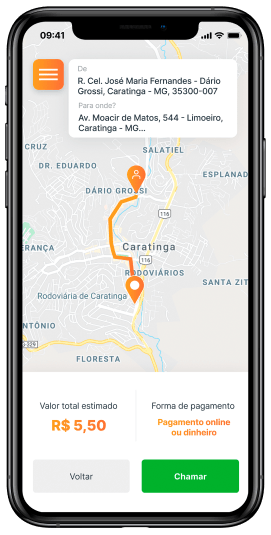 09:41
De
R. Cel. José Maria Fernandes - Dário
Grossi, Caratinga - MG, 35300-007
Para onde?
Av. Moacir de Matos, 544 - Limoeiro,
Caratinga - MG...
CRUZ
SALATIEL
DR. EDUARDO
ESPLANAD
DÁRIO GROSSI
116
RANÇA
Caratinga
116
RODOVIÁRIOS
SANTA ZIT
Rodoviária de Caratinga
NTÔNIO
329
FLORESTA
Valor total estimado
Forma de pagamento
R$ 5,50
Pagamento online
ou dinheiro
Voltar
Chamar